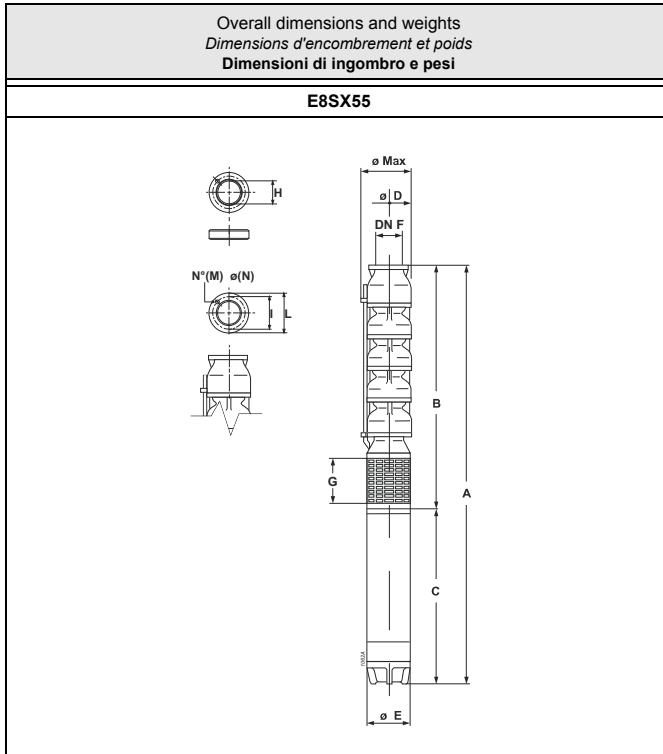 Overall dimensions and weights
Dimensions d'encombrement et poids
Dimensioni di ingombro e pesi
E8SX55
ø Max
ø D
DN F
H
N°(M) ø(N)
I
L
B
G
A
C
ø E